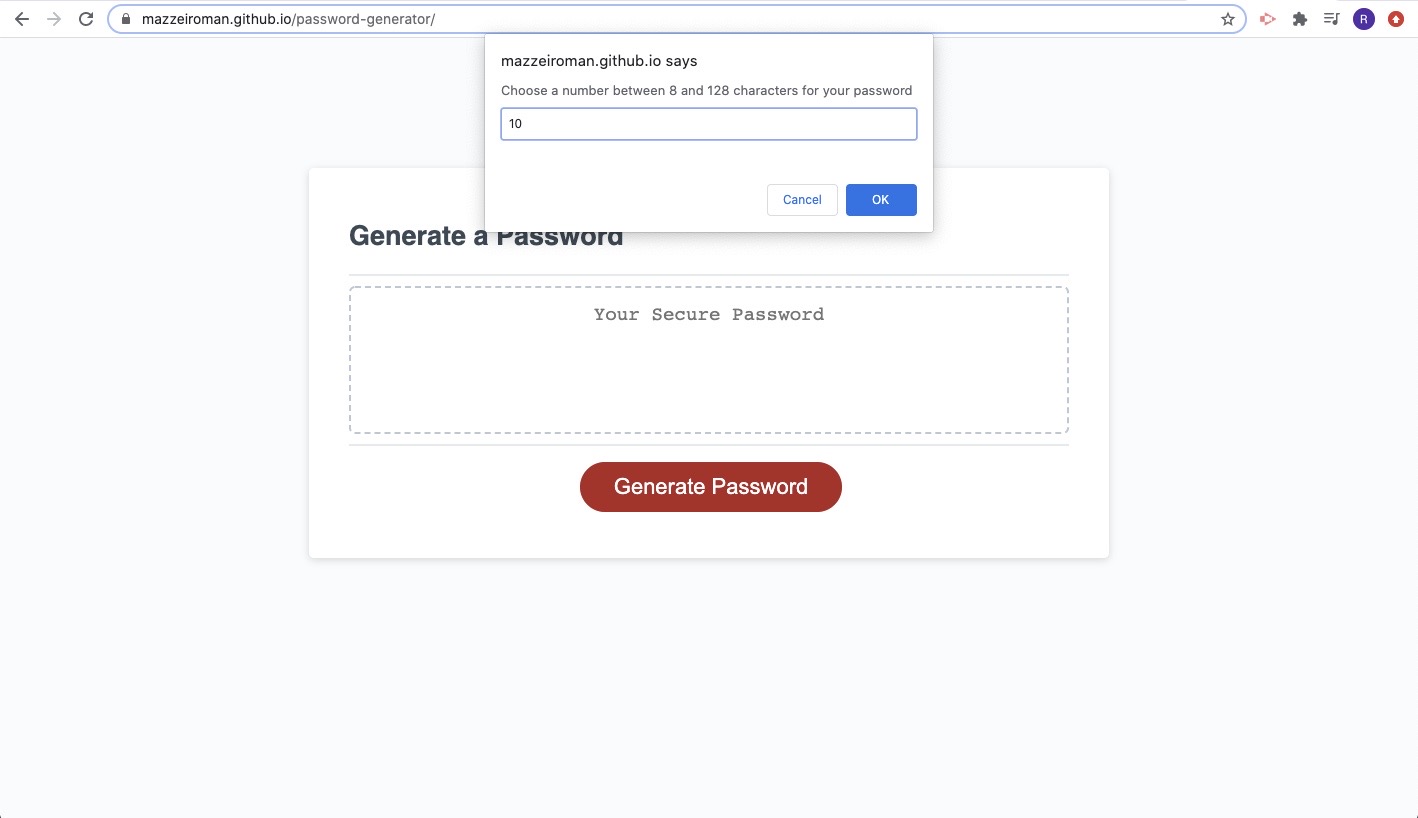 mazzeiroman.github.io/password-generator/
R
mazzeiroman.github.io says
Choose a number between 8 and 128 characters for your password
10
Cancel
OK
Generate a Password
Your Secure Password
Generate Password